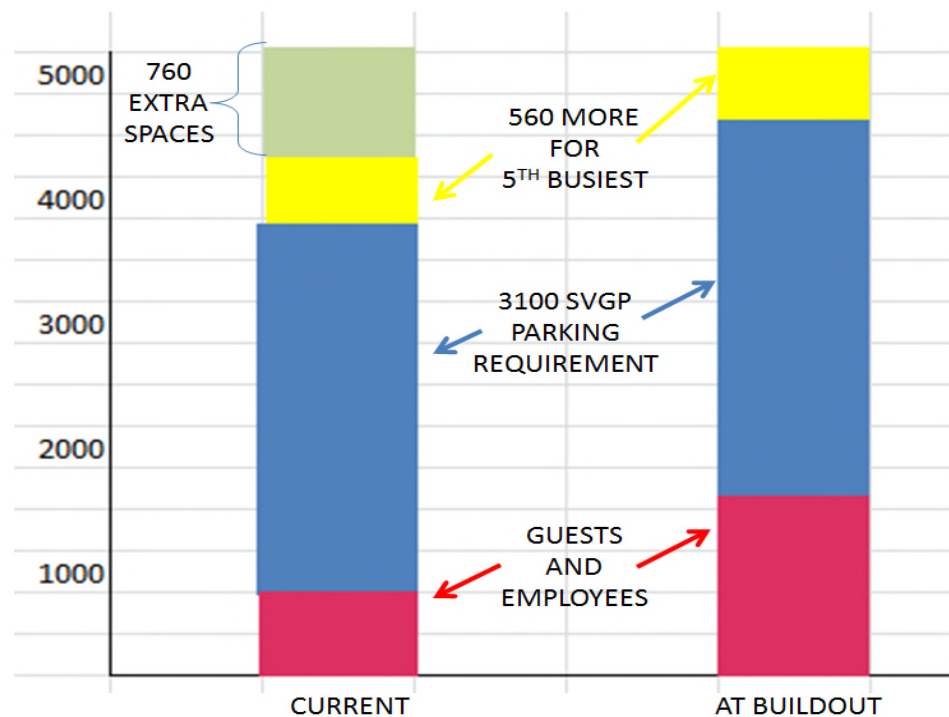 5000
4000
3000
2000
1000
760
EXTRA
SPACES
560 MORE
FOR
5TH BUSIEST
3100 SVGP
PARKING
REQUIREMENT
GUESTS
AND
EMPLOYEES
CURRENT
AT BUILDOUT